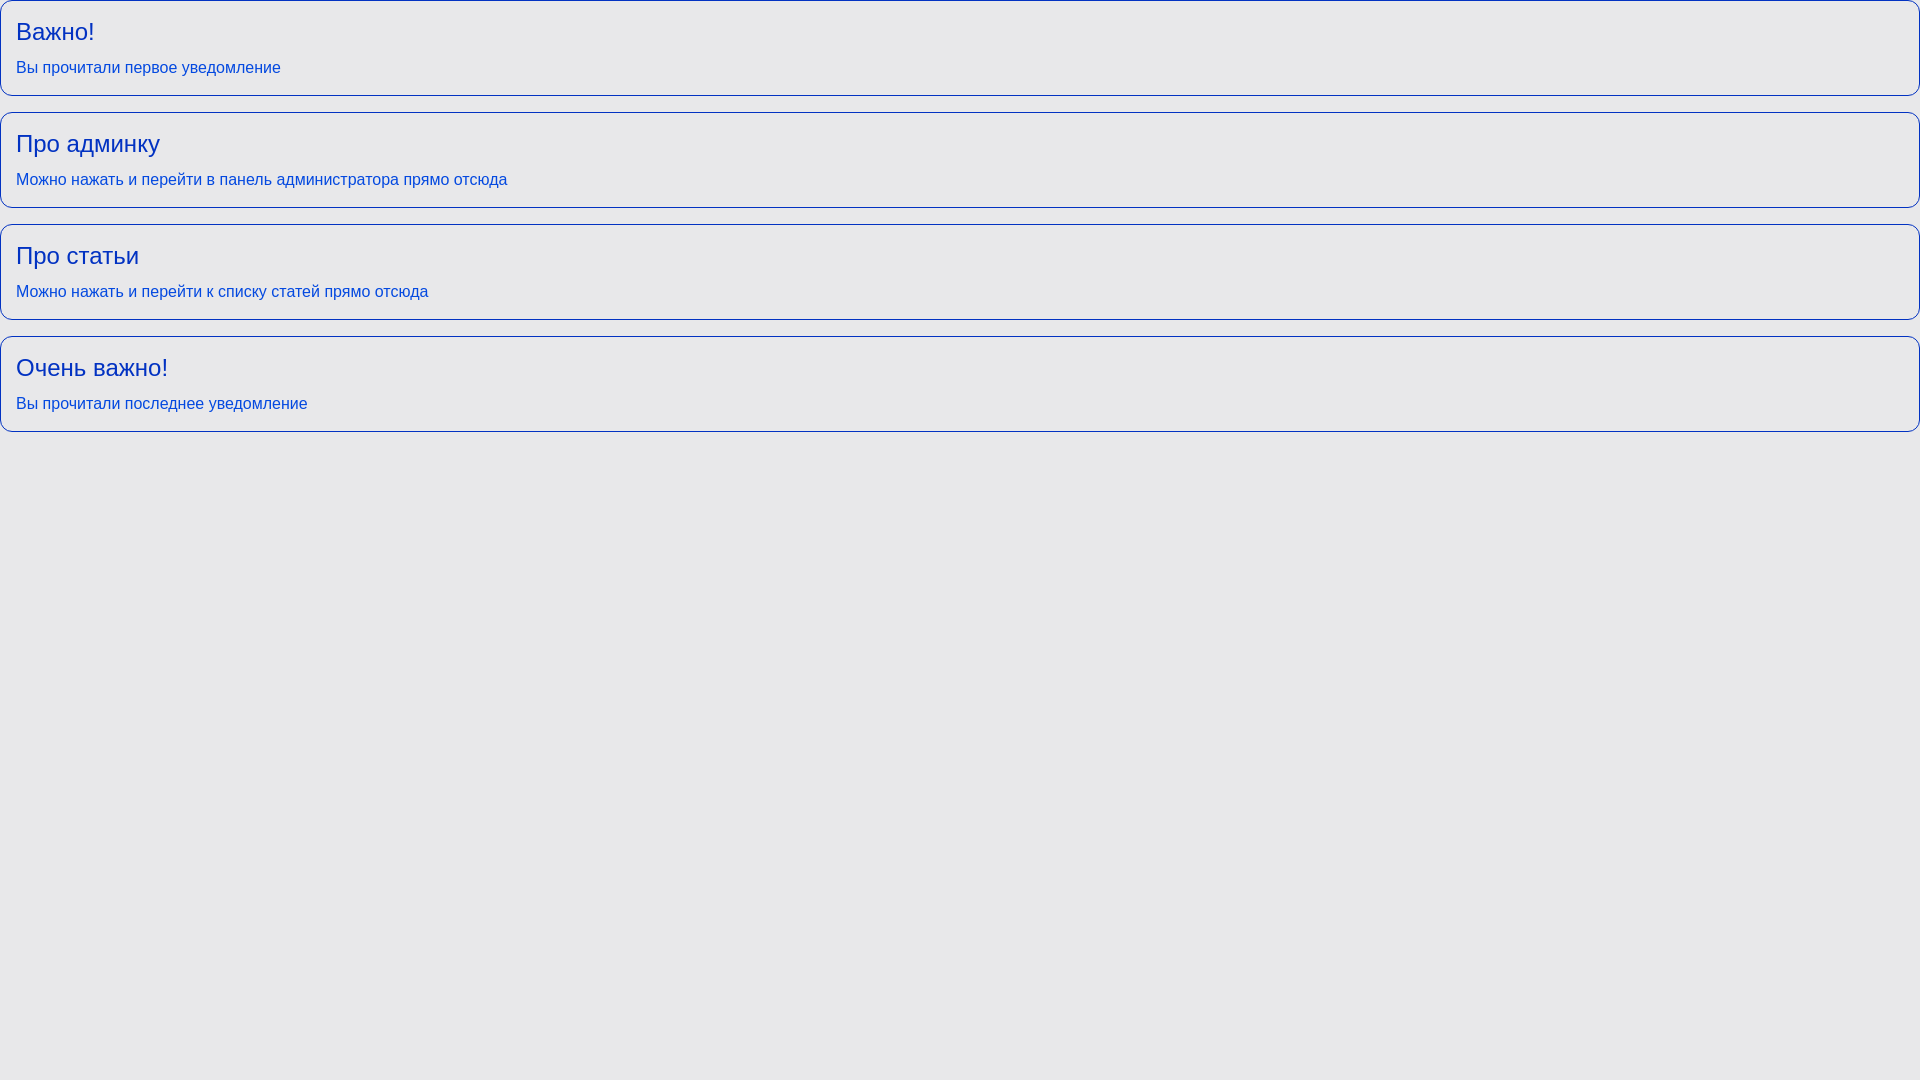 Важно!
Вы прочитали первое уведомление
Про админку
Можно нажать и перейти в панель администратора прямо отсюда
Про статьи
Можно нажать и перейти к списку статей прямо отсюда
Очень важно!
Вы прочитали последнее уведомление